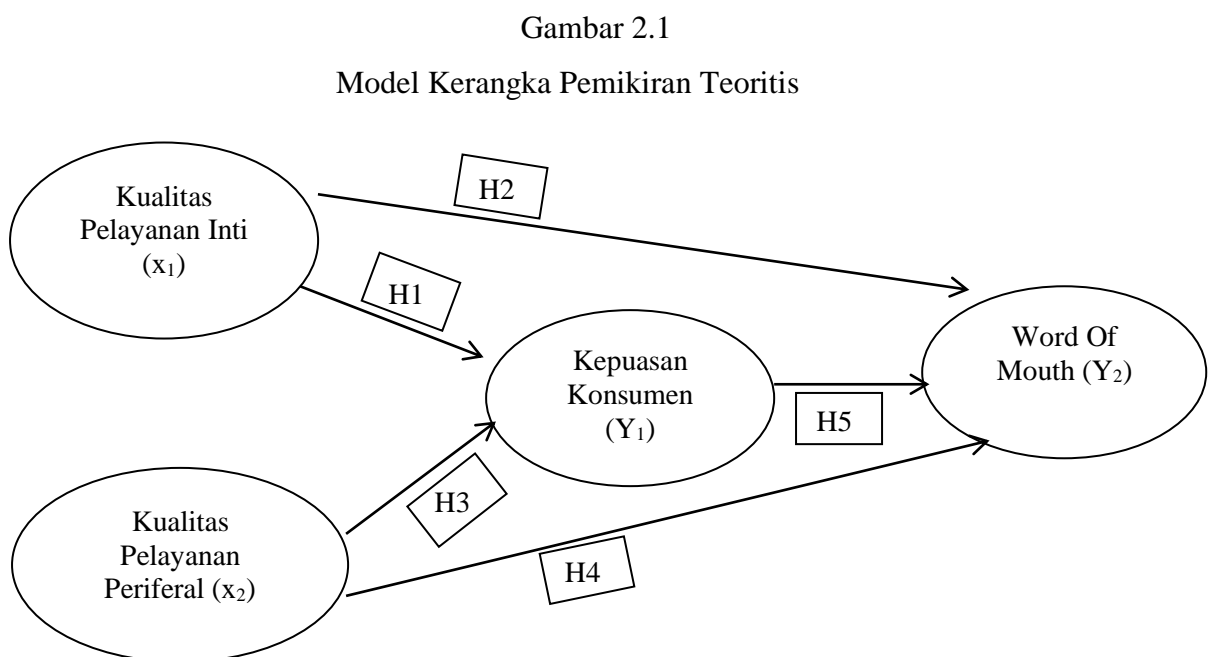 Gambar 2.1
Model Kerangka Pemikiran Teoritis
Kualitas
Pelayanan Inti
(x₁)
H2
H1
Kepuasan
Konsumen
(Y₁)
Word Of
Mouth (Y₂)
H5
H3
Kualitas
Pelayanan
Periferal (x₂)
H4